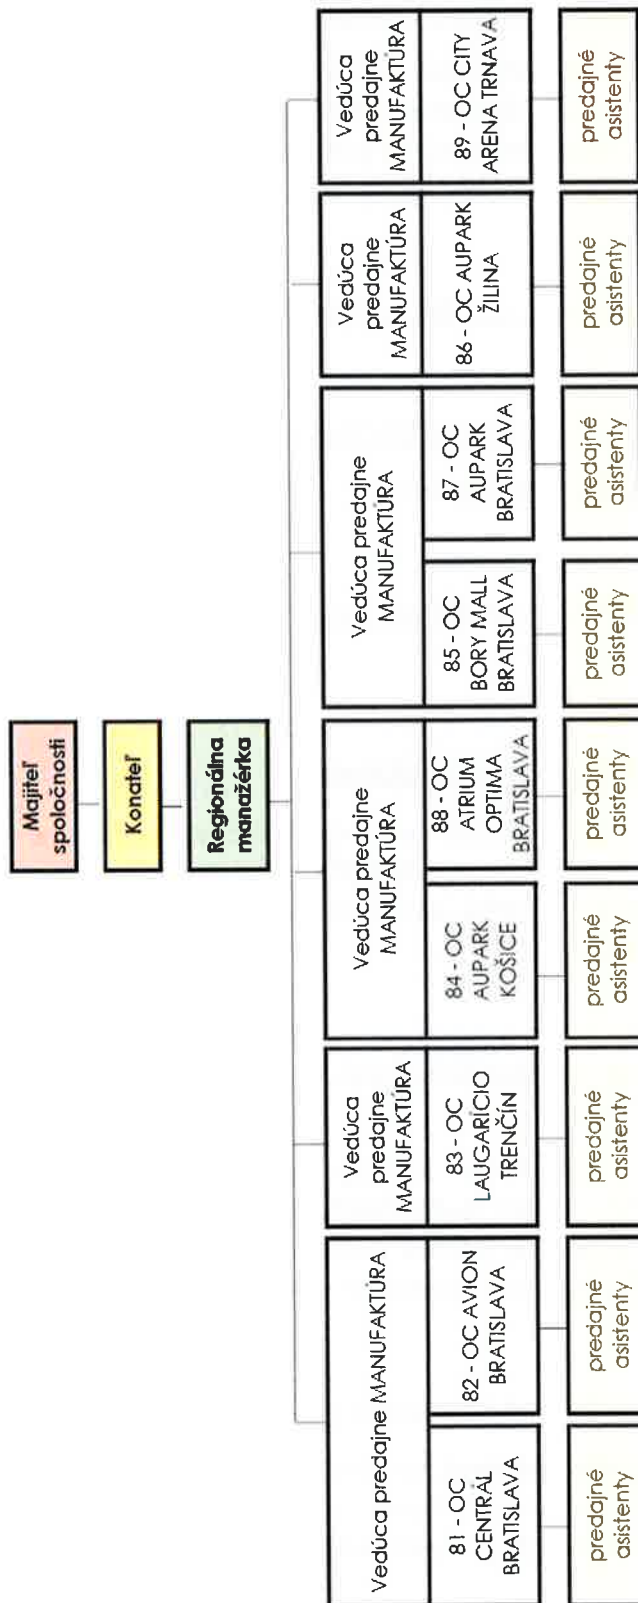 Majiteľ
spoločnosti
Konateľ
Regionálna
manažérka
Vedúca predajne MANUFAKTÚRA
Vedúca
predajne
MANUFAKTÚRA
Vedúca predajne
MANUFAKTÚRA
Vedúca predajne
MANUFAKTÚRA
Vedúca
predajne
MANUFAKTÚRA
Vedúca
predajne
MANUFAKTÚRA
81 - OC
CENTRÁL
BRATISLAVA
82 - OC AVION
BRATISLAVA
83 - OC
LAUGARÍCIO
TRENČÍN
84 - OC
AUPARK
KOŠICE
88 - OC
ATRIUM
OPTIMA
BRATISLAVA
85 - OC
BORY MALL
BRATISLAVA
87 - OC
AUPARK
BRATISLAVA
86 - OC AUPARK
ŽILINA
89 - OC CITY
ARENA TRNAVA
predajné
asistenty
predajné
asistenty
predajné
asistenty
predajné
asistenty
predajné
asistenty
predajné
asistenty
predajné
asistenty
predajné
asistenty
predajné
asistenty